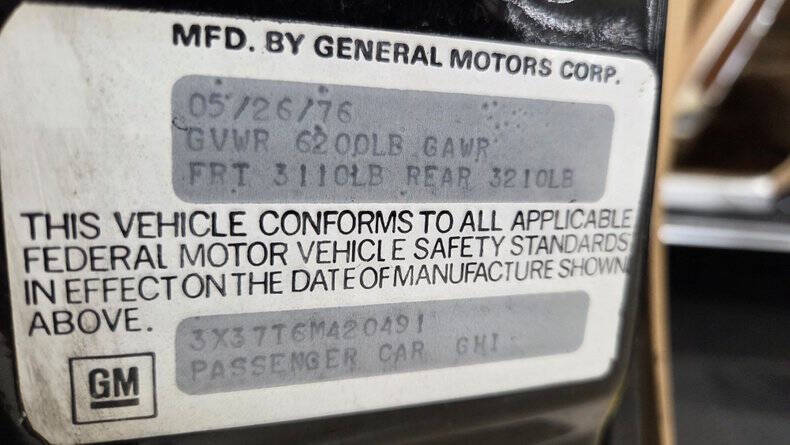 MFD. BY GENERAL MOTORS CORP.
05/26/76
GVWR 6200LB GAWR
FRT 3110LB REAR 3210LB
THIS VEHICLE CONFORMS TO ALL APPLICABLE
FEDERAL MOTOR VEHICLE SAFETY STANDARDS
IN EFFECT ON THE DATE OF MANUFACTURE SHOWN
ABOVE.
3X37T6M420491
PASSENGER CAR GHI
GM